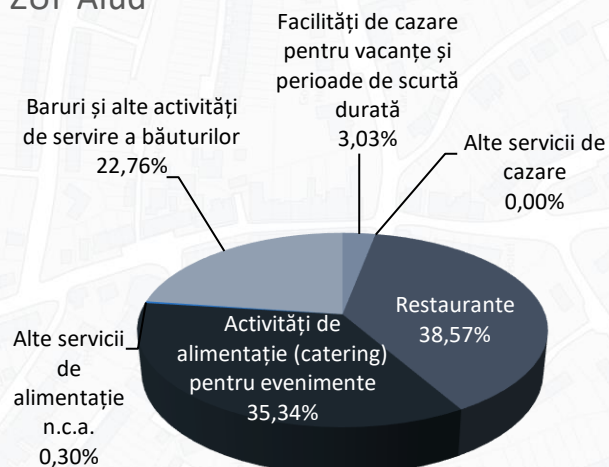 ZUF Aiud
Facilități de cazare
pentru vacanțe și
perioade de scurtă
durată
3,03%
Baruri și alte activități
de servire a băuturilor
22,76%
Alte servicii de
cazare
0,00%
Restaurante
38,57%
Activități de
alimentație (catering)
pentru evenimente
35,34%
Alte servicii
de
alimentație
n.c.a.
0,30%